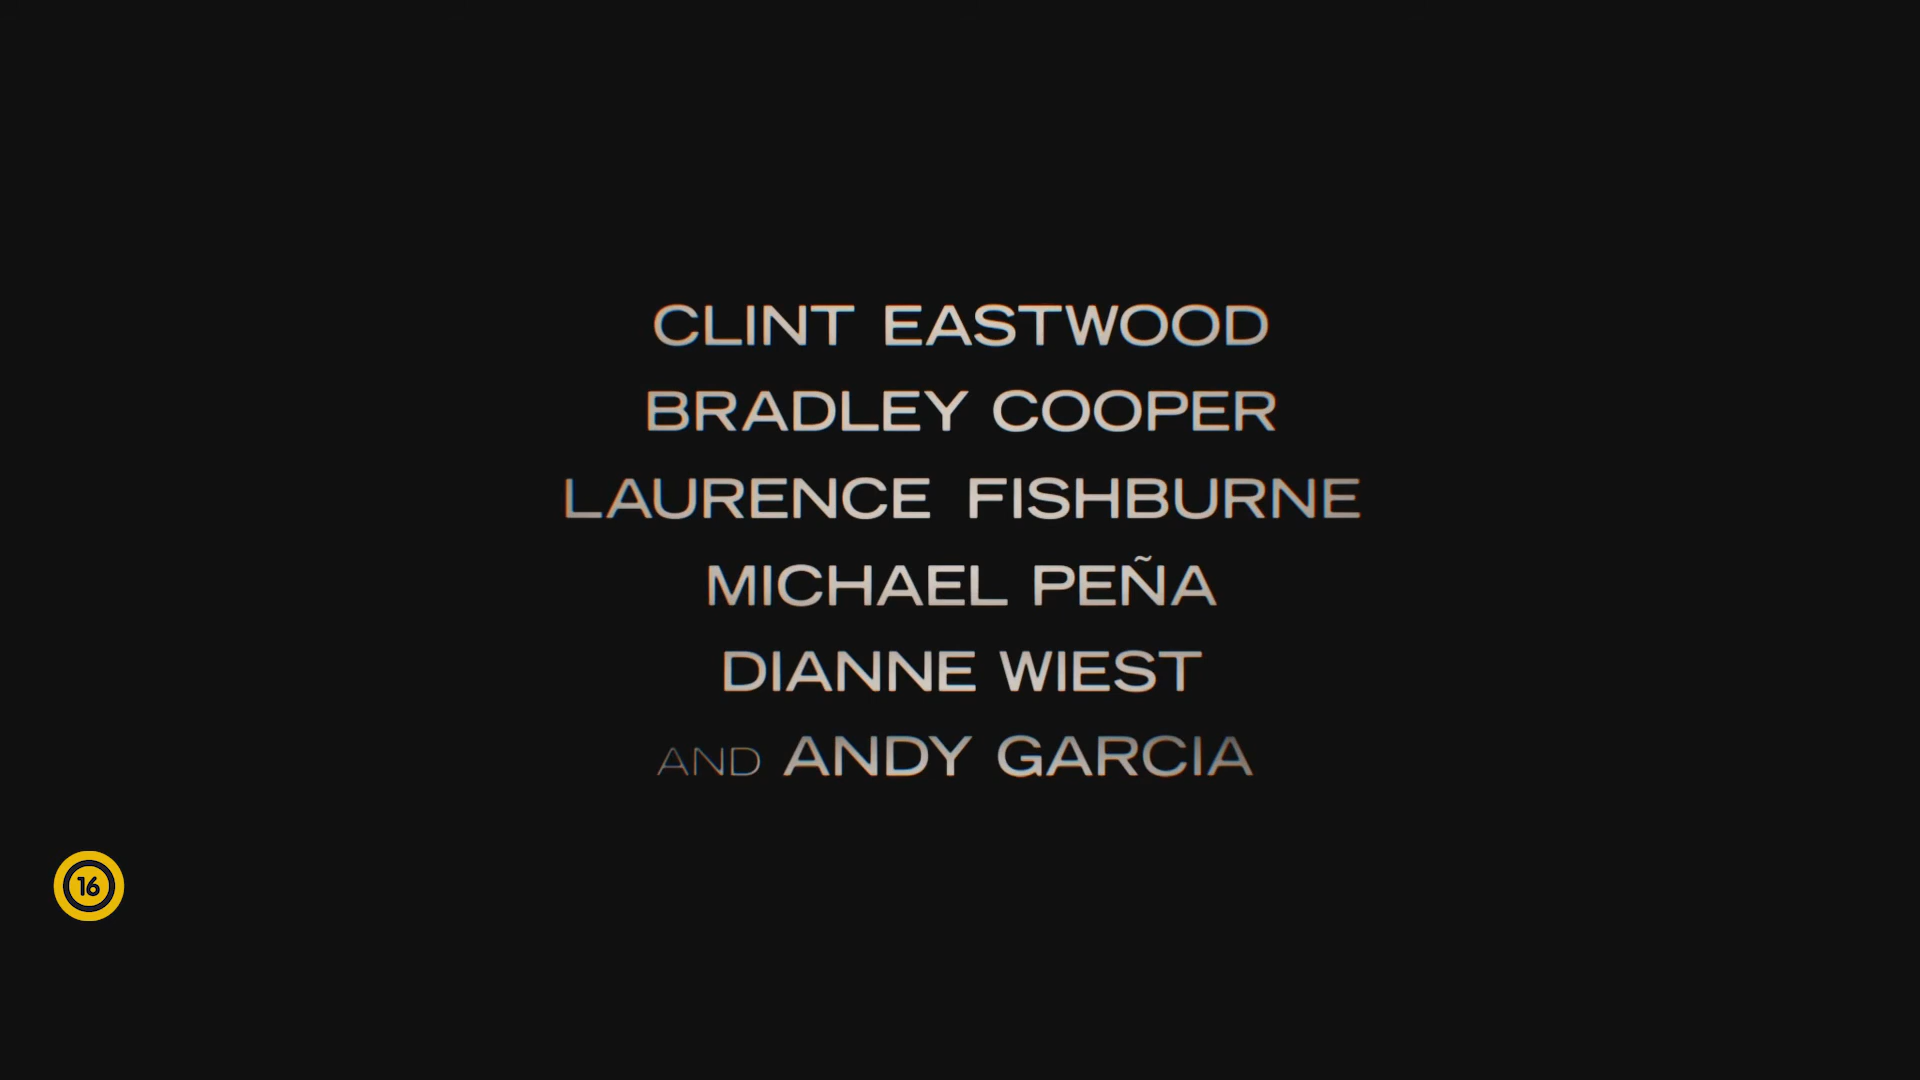 CLINT EASTWOOD
BRADLEY COOPER
LAURENCE FISHBURNE
MICHAEL PEÑA
DIANNE WIEST
AND ANDY GARCIA
16